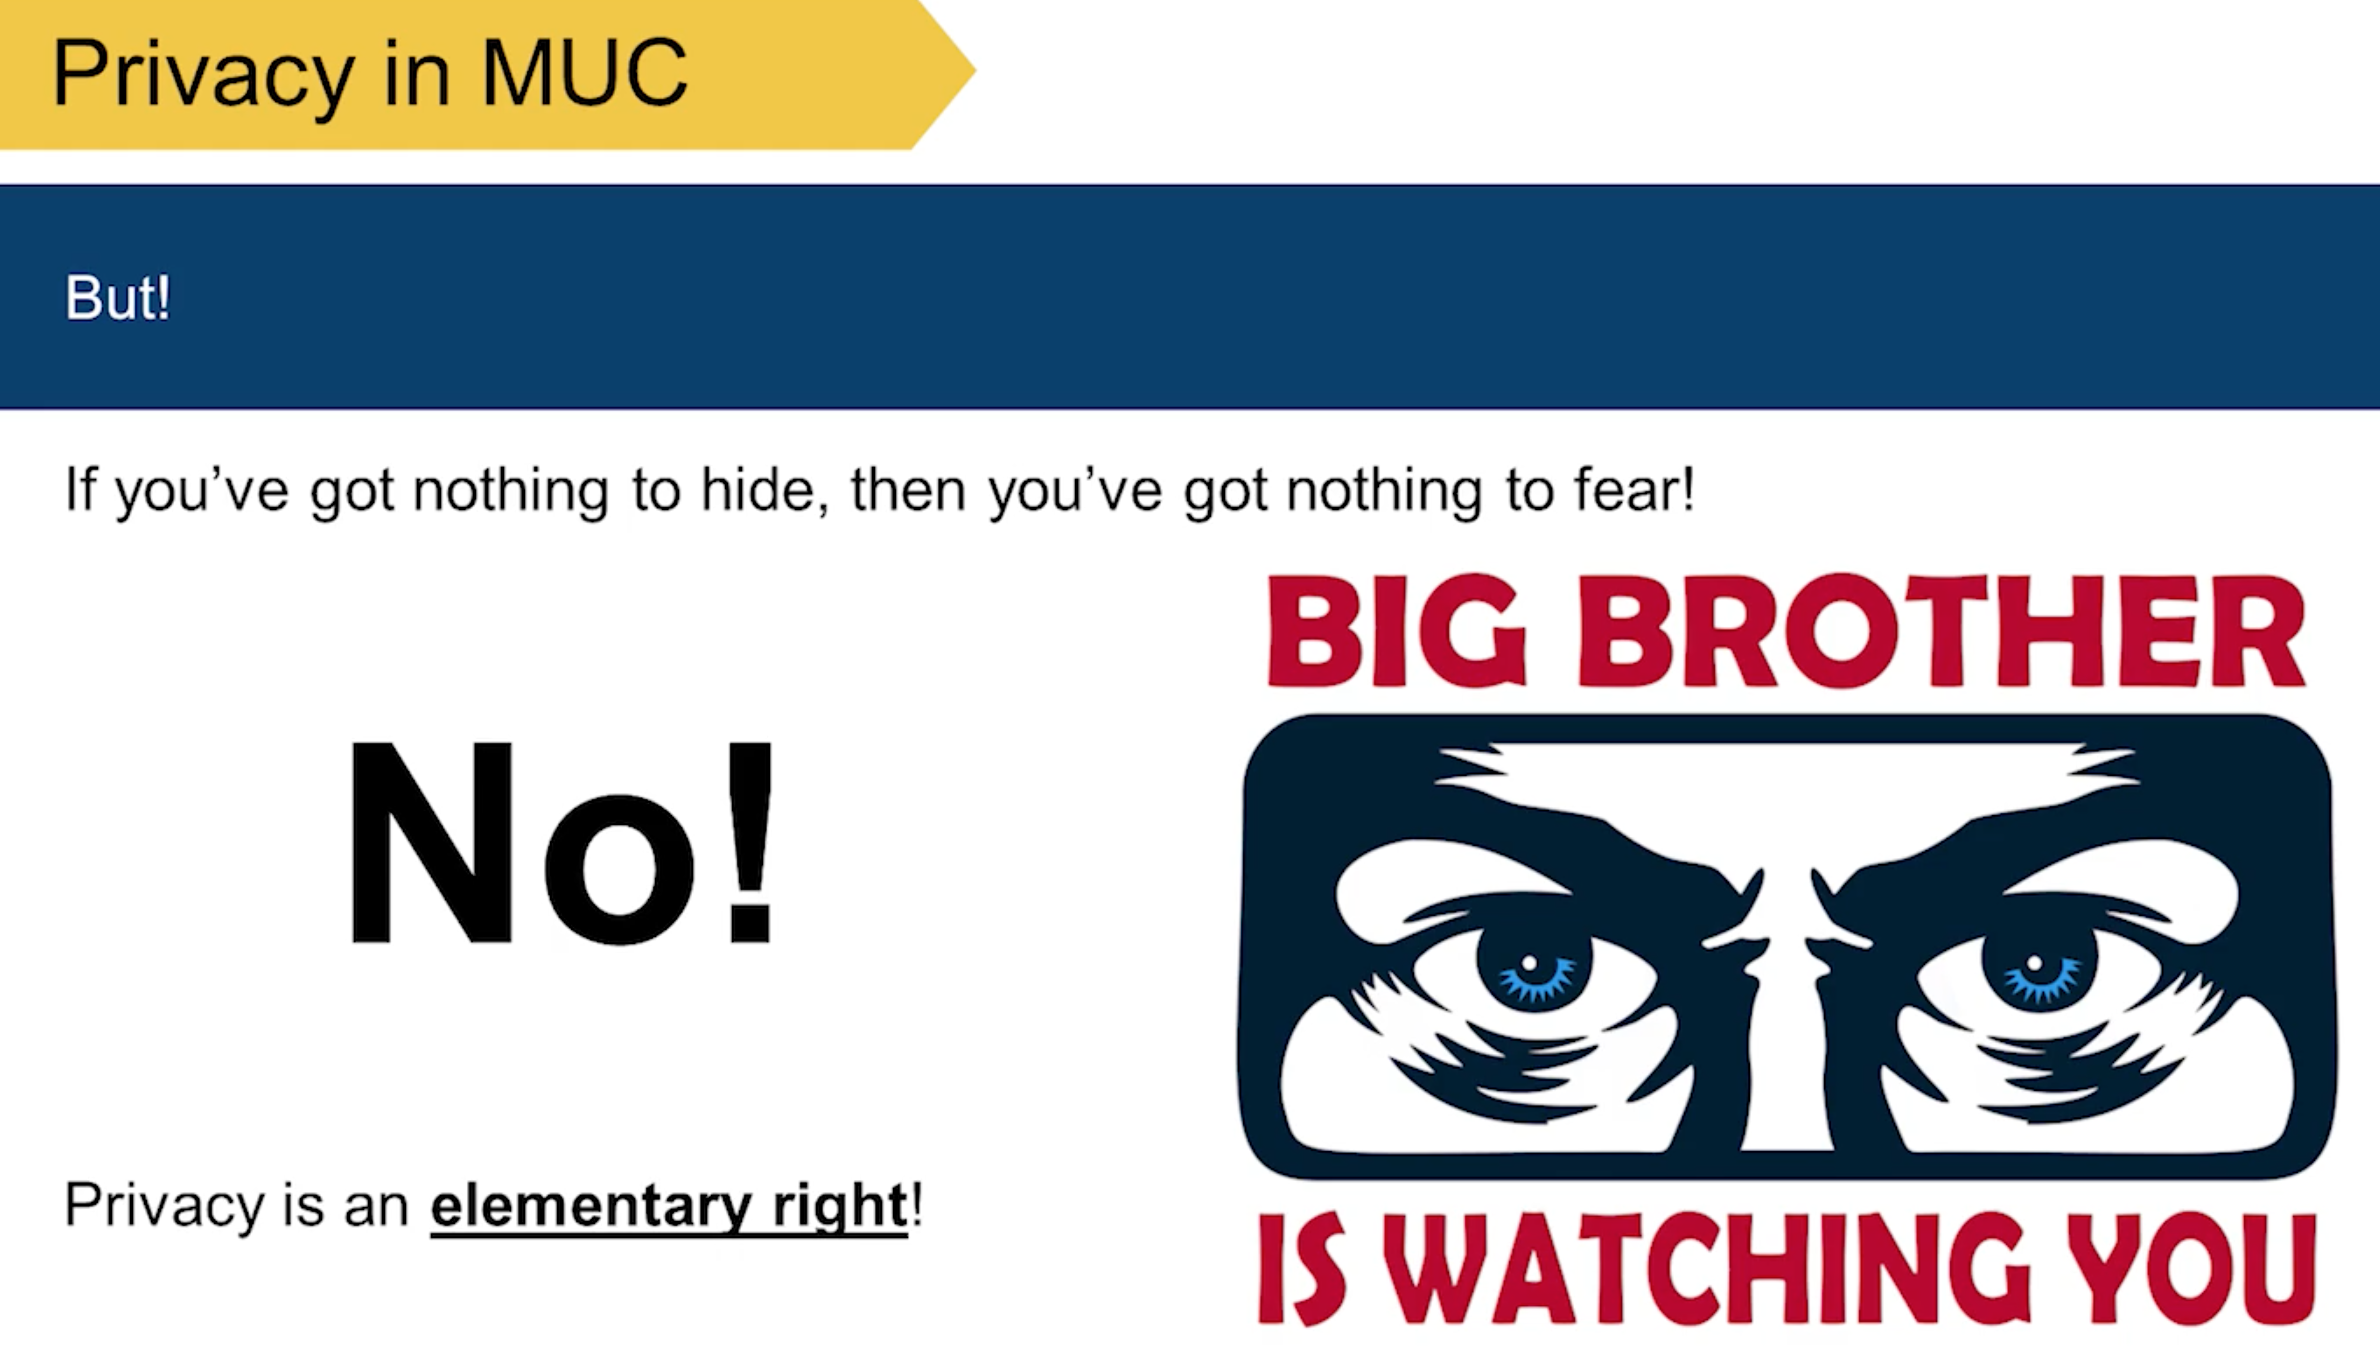 Privacy in MUC
But!
If you’ve got nothing to hide, then you’ve got nothing to fear!
No!
Privacy is an elementary right!
BIG BROTHER
IS WATCHING YOU